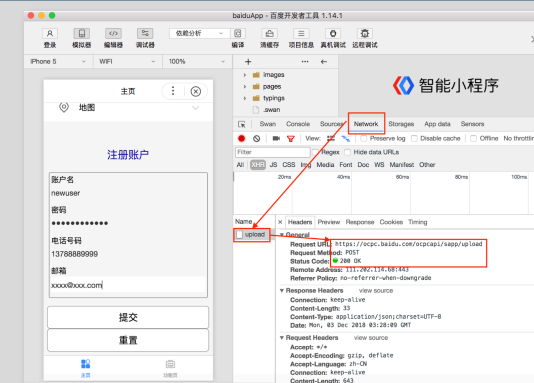 baiduApp - 百度开发者工具 1.14.1
登录 模拟器 编辑器 调试器 依赖分析 编译 清缓存 项目信息 真机调试 远程调试
iPhone 5 WIFI 100%
images
pages
typings
.swan
智能小程序
主页
地图
注册账户
账户名
newuser
密码
••••••••••••
电话号码
13788889999
邮箱
xxxx@xxx.com
提交
重置
主页
Swan Console Sources Network Storages App data Sensors
View: Preserve log Disable cache Offline No throttlin
Filter Regex Hide data URLs
All XHR JS CSS Img Media Font Doc WS Manifest Other
20ms 40ms 60ms 80ms 100ms
Name × Headers Preview Response Cookies Timing
upload
General
Request URL: https://ocpc.baidu.com/ocpcapi/sapp/upload
Request Method: POST
Status Code: 200 OK
Remote Address: 111.202.114.68:443
Referrer Policy: no-referrer-when-downgrade
Response Headers view source
Connection: keep-alive
Content-Length: 33
Content-Type: application/json;charset=UTF-8
Date: Mon, 03 Dec 2018 03:28:09 GMT
Request Headers view source
Accept: */*
Accept-Encoding: gzip, deflate
Accept-Language: zh-CN
Connection: keep-alive
Content-Length: 643